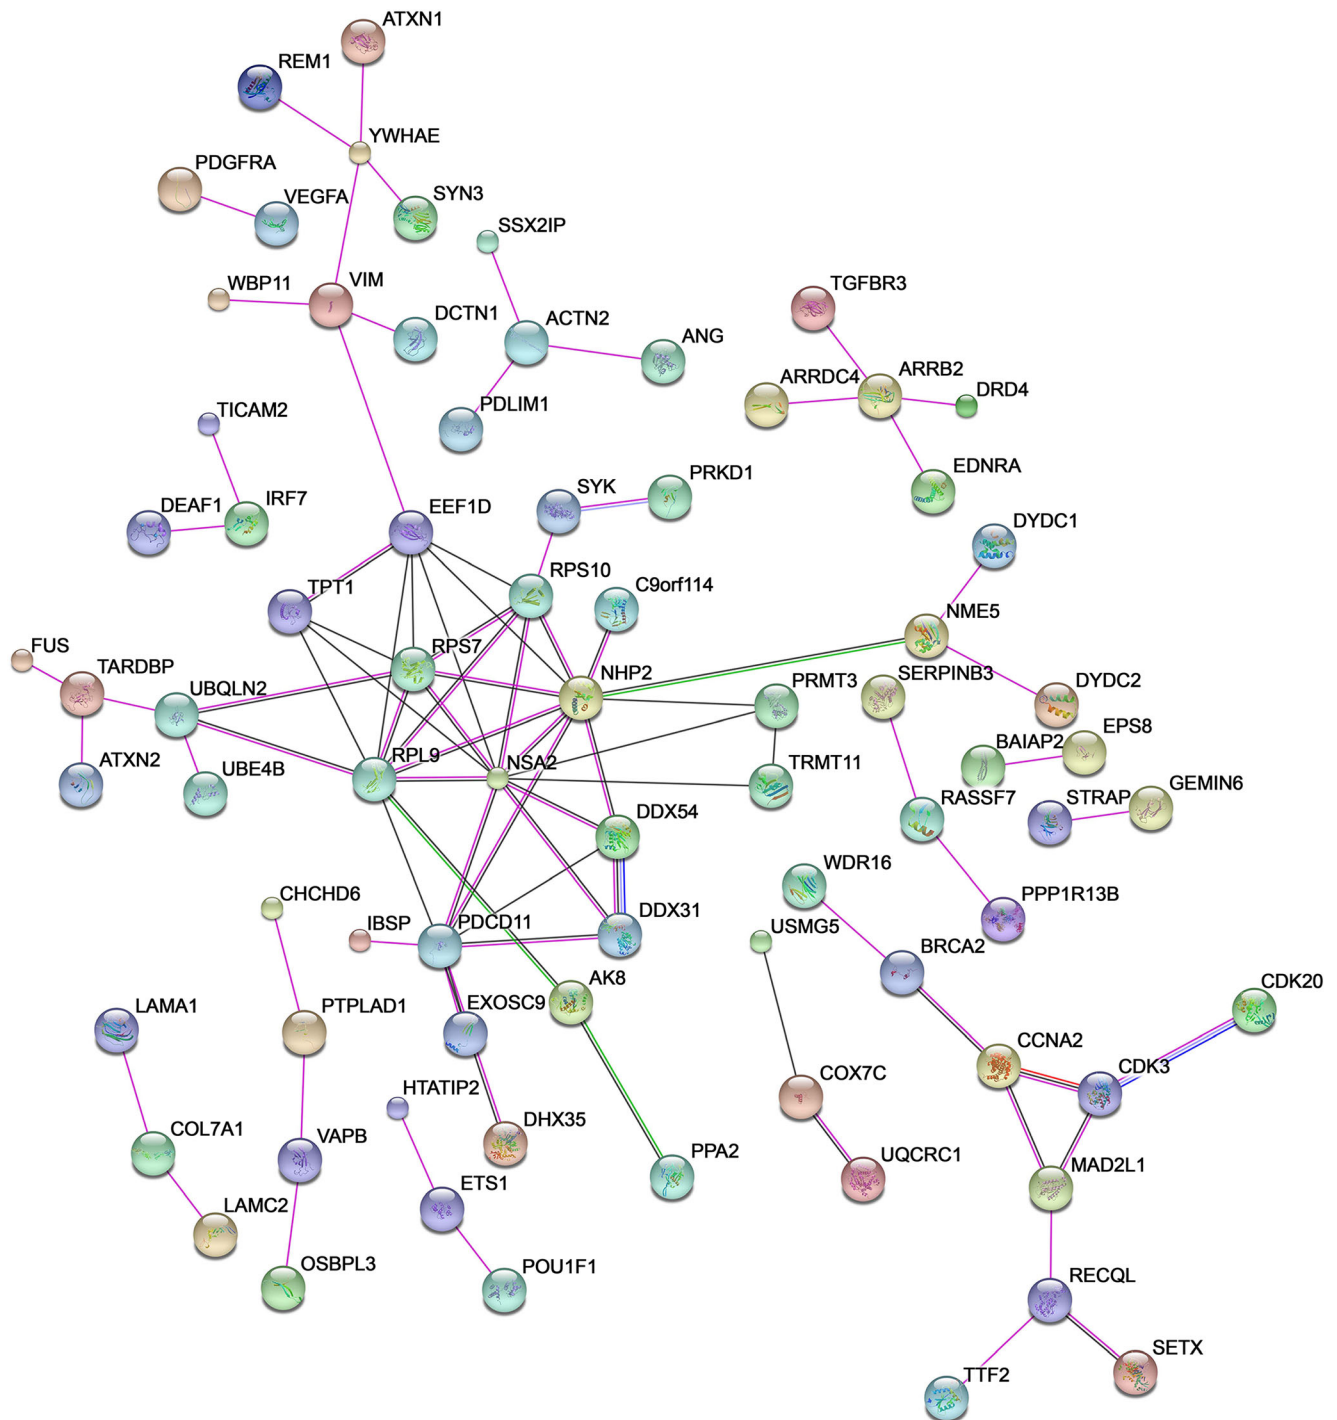 ATXN1
REM1
YWHAE
PDGFRA
VEGFA
SYN3
SSX2IP
WBP11
VIM
TGFBR3
DCTN1
ACTN2
ANG
ARRDC4
ARRB2
DRD4
TICAM2
PDLIM1
EDNRA
DEAF1
IRF7
EEF1D
SYK
PRKD1
DYDC1
TPT1
RPS10
C9orf114
NME5
FUS
TARDBP
RPS7
NHP2
SERPINB3
UBQLN2
PRMT3
DYDC2
ATXN2
UBE4B
RPL9
NSA2
TRMT11
BAIAP2
EPS8
RASSF7
STRAP
GEMIN6
DDX54
WDR16
CHCHD6
IBSP
PDCD11
DDX31
USMG5
PPP1R13B
BRCA2
LAMA1
PTPLAD1
EXOSC9
AK8
CDK20
CCNA2
CDK3
HTATIP2
COX7C
COL7A1
VAPB
DHX35
PPA2
UQCRC1
MAD2L1
LAMC2
ETS1
OSBPL3
POU1F1
RECQL
TTF2
SETX